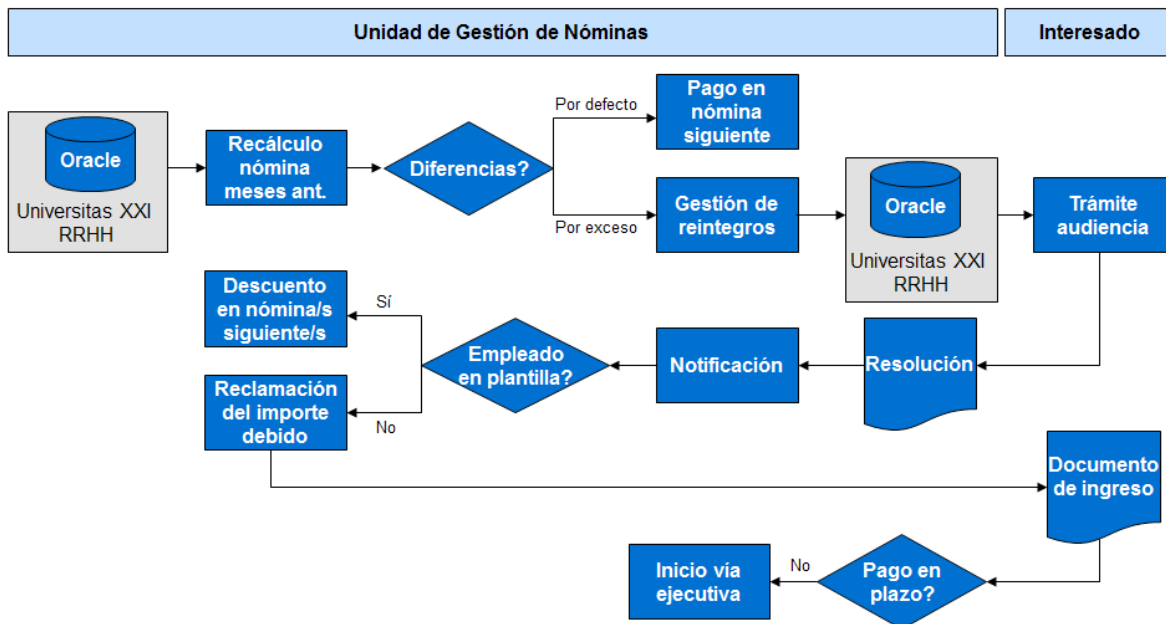 Unidad de Gestión de Nóminas
Interesado
Oracle
Universitas XXI
RRHH
Recálculo
nómina
meses ant.
Diferencias?
Por defecto
Pago en
nómina
siguiente
Por exceso
Gestión de
reintegros
Oracle
Universitas XXI
RRHH
Trámite
audiencia
Resolución
Notificación
Empleado
en plantilla?
Sí
Descuento
en nómina/s
siguiente/s
No
Reclamación
del importe
debido
Documento
de ingreso
Pago en
plazo?
No
Inicio vía
ejecutiva